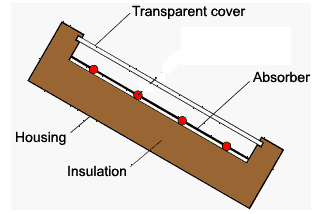 Transparent cover
Absorber
Housing
Insulation